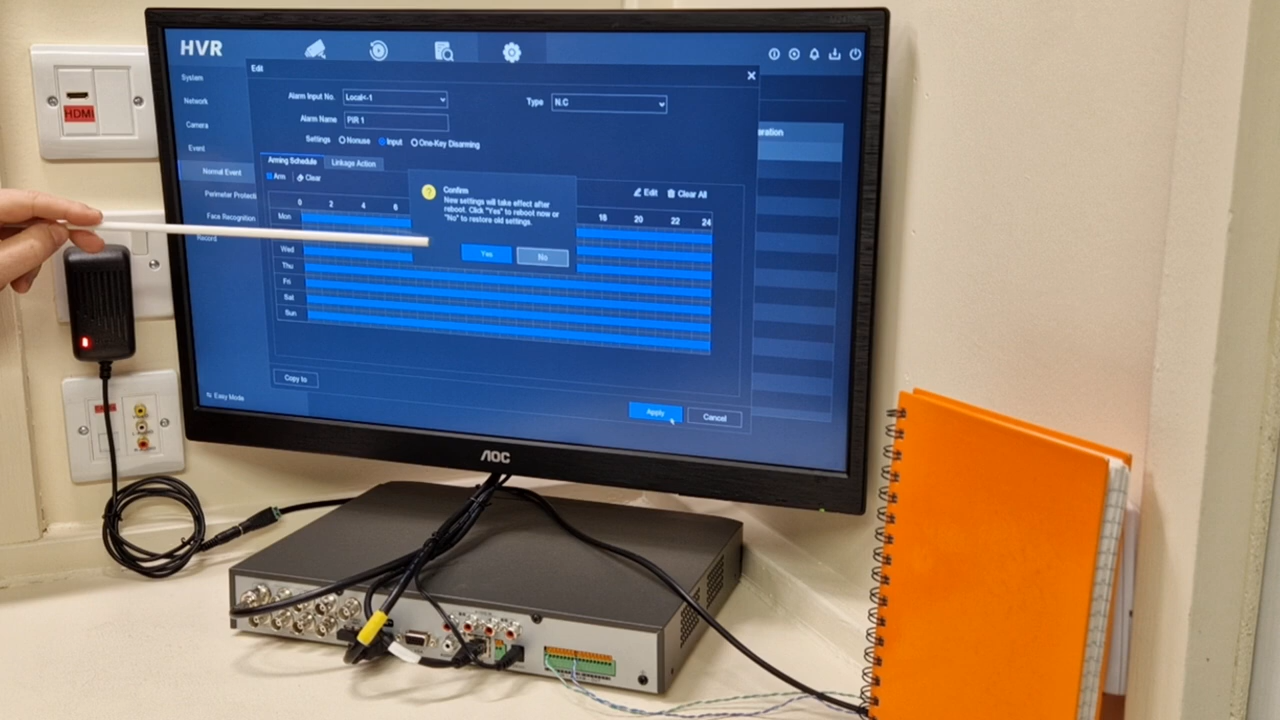 HVR
HDMI
System
Network
Camera
Event
Normal Event
Perimeter Protecti
Face Recognition
Record
Easy Mode
Edit
Alarm Input No. Local<-1
Type N.C
Alarm Name PIR 1
Settings Nonuse Input One-Key Disarming
Arming Schedule Linkage Action
Arm Clear
Edit Clear All
0 2 4 6 18 20 22 24
Mon
Wed
Thu
Fri
Sat
Sun
Confirm
New settings will take effect after
reboot. Click "Yes" to reboot now or
"No" to restore old settings.
Yes No
Copy to
Apply Cancel
aration
AOC